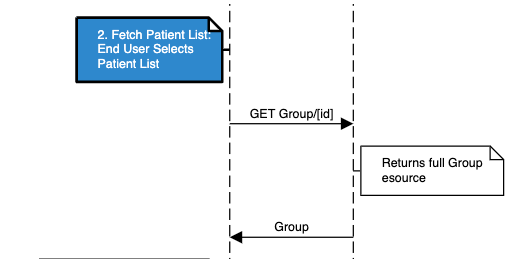 2. Fetch Patient List:
End User Selects
Patient List
GET Group/[id]
Returns full Group
esource
Group